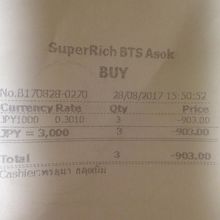 SuperRich BTS Asok
BUY
No.B170828-0270 28/08/2017 15:50:52
Currency Rate Qty Price
JPY1000 0.3010 3 -903.00
JPY = 3,000 3 -903.00
Total 3 -903.00
Cashier: